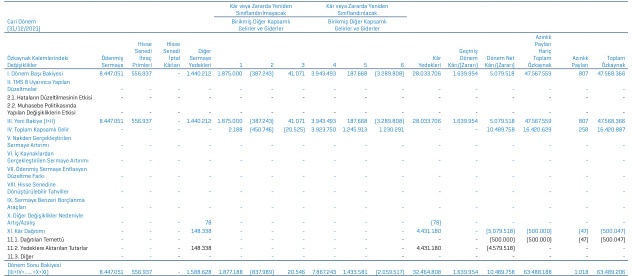 Kâr veya Zararda Yeniden Kâr veya Zararda Yeniden
Sınıflandırılmayacak Sınıflandırılacak
Cari Dönem Birikmiş Diğer Kapsamlı Birikmiş Diğer Kapsamlı
(31/12/2021) Gelirler ve Giderler Gelirler ve Giderler
Azınlık
Hisse Hisse Payları
Senedi Senedi Diğer Geçmiş Hariç
Özkaynak Kalemlerindeki Ödenmiş İhraç İptal Sermaye Kâr Dönem Dönem Net Toplam Azınlık Toplam
Değişiklikler Sermaye Primleri Kârları Yedekleri 1 2 3 4 5 6 Yedekleri Kârı/(Zararı) Kârı/(Zararı) Özkaynak Payları Özkaynak
I. Dönem Başı Bakiyesi 8.447.051 556.937 - 1.440.212 1.875.000 (387.243) 41.071 3.943.493 187.668 (3.289.808) 28.033.706 1.639.954 5.079.518 47.567.559 807 47.568.366
II. TMS 8 Uyarınca Yapılan
Düzeltmeler - - - - - - - - - - - - - - - -
2.1. Hataların Düzeltilmesinin Etkisi - - - - - - - - - - - - - - - -
2.2. Muhasebe Politikasında
Yapılan Değişikliklerin Etkisi - - - - - - - - - - - - - - - -
III. Yeni Bakiye (I+II) 8.447.051 556.937 - 1.440.212 1.875.000 (387.243) 41.071 3.943.493 187.668 (3.289.808) 28.033.706 1.639.954 5.079.518 47.567.559 807 47.568.366
IV. Toplam Kapsamlı Gelir - - - - 2.188 (450.746) (20.525) 3.923.750 1.245.913 1.230.291 - - 10.489.758 16.420.629 258 16.420.887
V. Nakden Gerçekleştirilen
Sermaye Artırımı - - - - - - - - - - - - - - - -
VI. İç Kaynaklardan
Gerçekleştirilen Sermaye Artırımı - - - - - - - - - - - - - - - -
VII. Ödenmiş Sermaye Enflasyon
Düzeltme Farkı - - - - - - - - - - - - - - - -
VIII. Hisse Senedine
Dönüştürülebilir Tahviller - - - - - - - - - - - - - - - -
IX. Sermaye Benzeri Borçlanma
Araçları - - - - - - - - - - - - - - - -
X. Diğer Değişiklikler Nedeniyle
Artış/Azalış - - - 78 - - - - - - (78) - - - - -
XI. Kâr Dağıtımı - - - 148.338 - - - - - - 4.431.180 - (5.079.518) (500.000) (47) (500.047)
11.1. Dağıtılan Temettü - - - - - - - - - - - - (500.000) (500.000) (47) (500.047)
11.2. Yedeklere Aktarılan Tutarlar - - - 148.338 - - - - - - 4.431.180 - (4.579.518) - - -
11.3. Diğer - - - - - - - - - - - - - - - -
Dönem Sonu Bakiyesi
(III+IV+…...+X+XI) 8.447.051 556.937 - 1.588.628 1.877.188 (837.989) 20.546 7.867.243 1.433.581 (2.059.517) 32.464.808 1.639.954 10.489.758 63.488.188 1.018 63.489.206